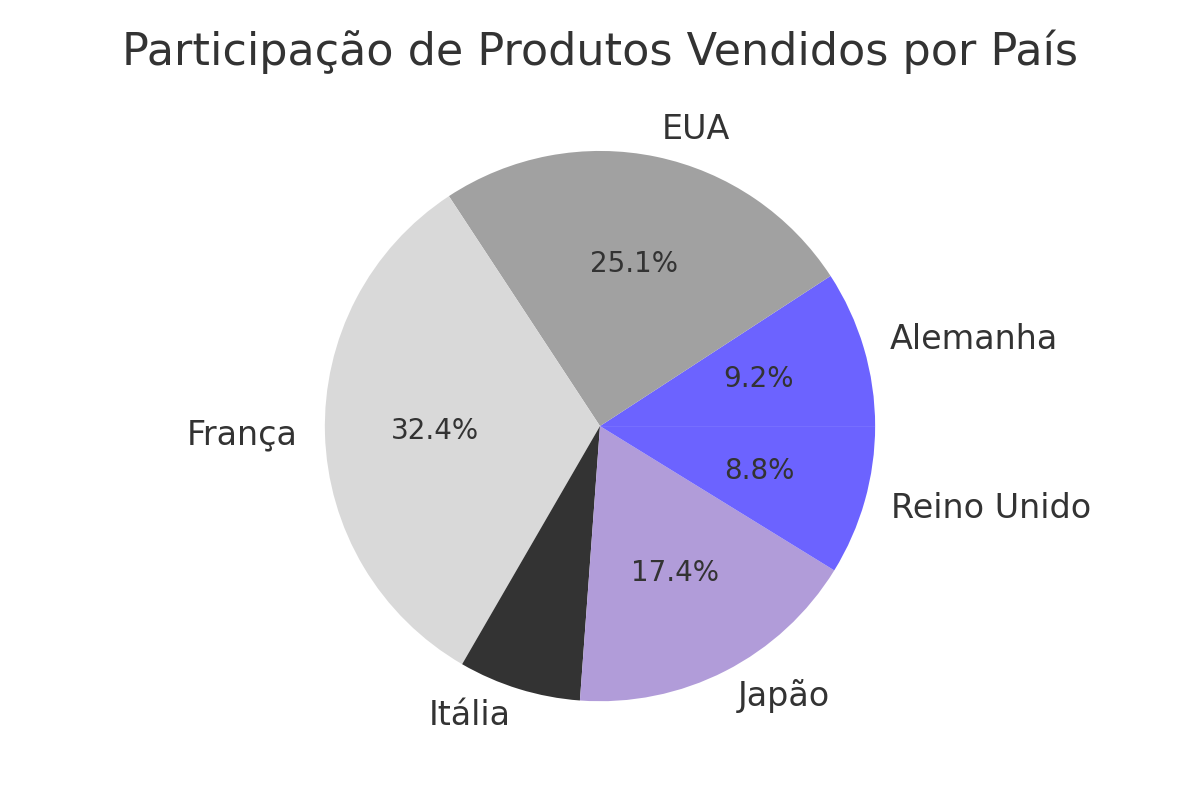 Participação de Produtos Vendidos por País
EUA
25.1%
Alemanha
9.2%
França
32.4%
8.8%
Reino Unido
17.4%
Japão
Itália